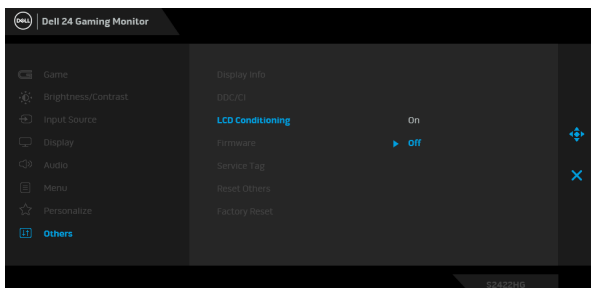 DELL Dell 24 Gaming Monitor
Game
Brightness/Contrast
Input Source
Display
Audio
Menu
Personalize
Others
Display Info
DDC/CI
LCD Conditioning On
Firmware Off
Service Tag
Reset Others
Factory Reset
S2422HG